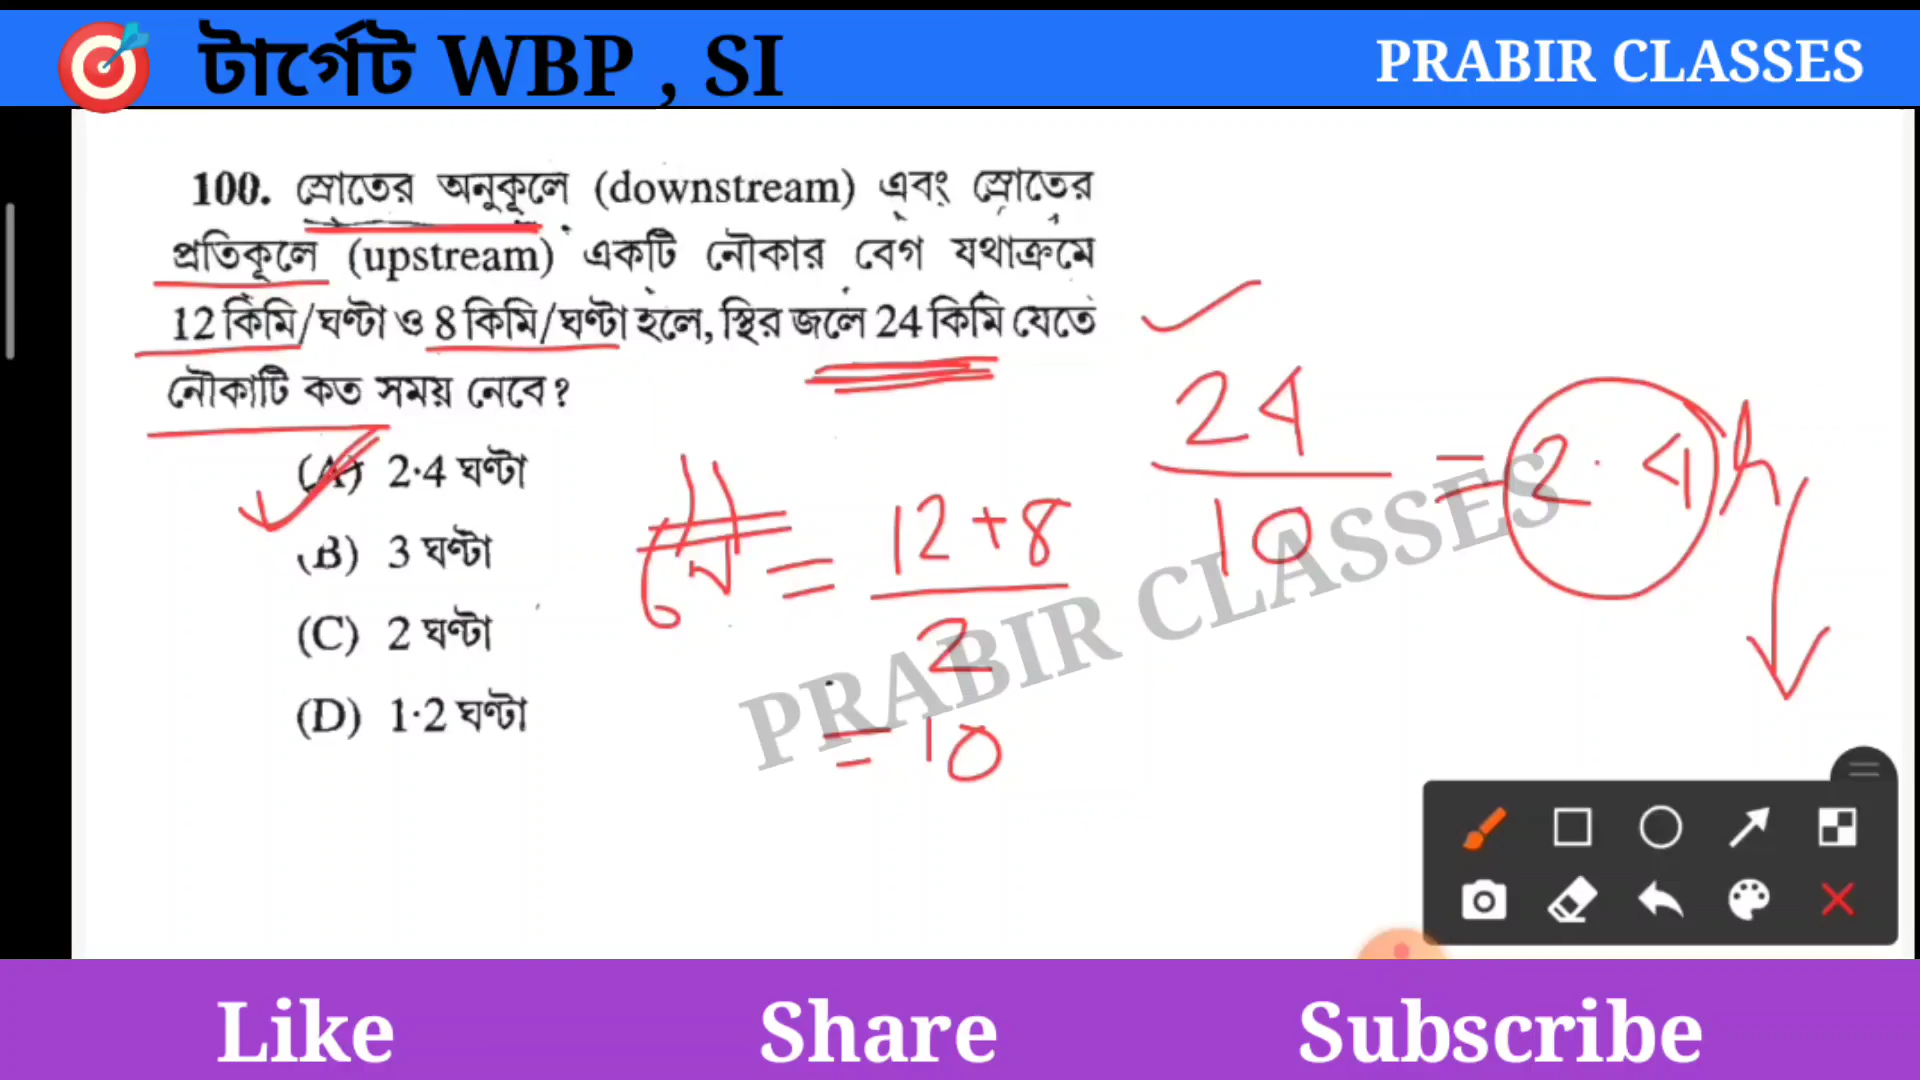 টার্গেট WBP , SI
PRABIR CLASSES
100. স্রোতের অনুকূলে (downstream) এবং স্রোতের
প্রতিকূলে (upstream) একটি নৌকার বেগ যথাক্রমে
12 কিমি/ঘণ্টা ও 8 কিমি/ঘণ্টা হলে, স্থির জলে 24 কিমি যেতে
নৌকাটি কত সময় নেবে?
(A) 2·4 ঘণ্টা
(B) 3 ঘণ্টা
(C) 2 ঘণ্টা
(D) 1·2 ঘণ্টা
= 12+8
2
= 10
24
10
= 2.4 h
PRABIR CLASSES
Like
Share
Subscribe